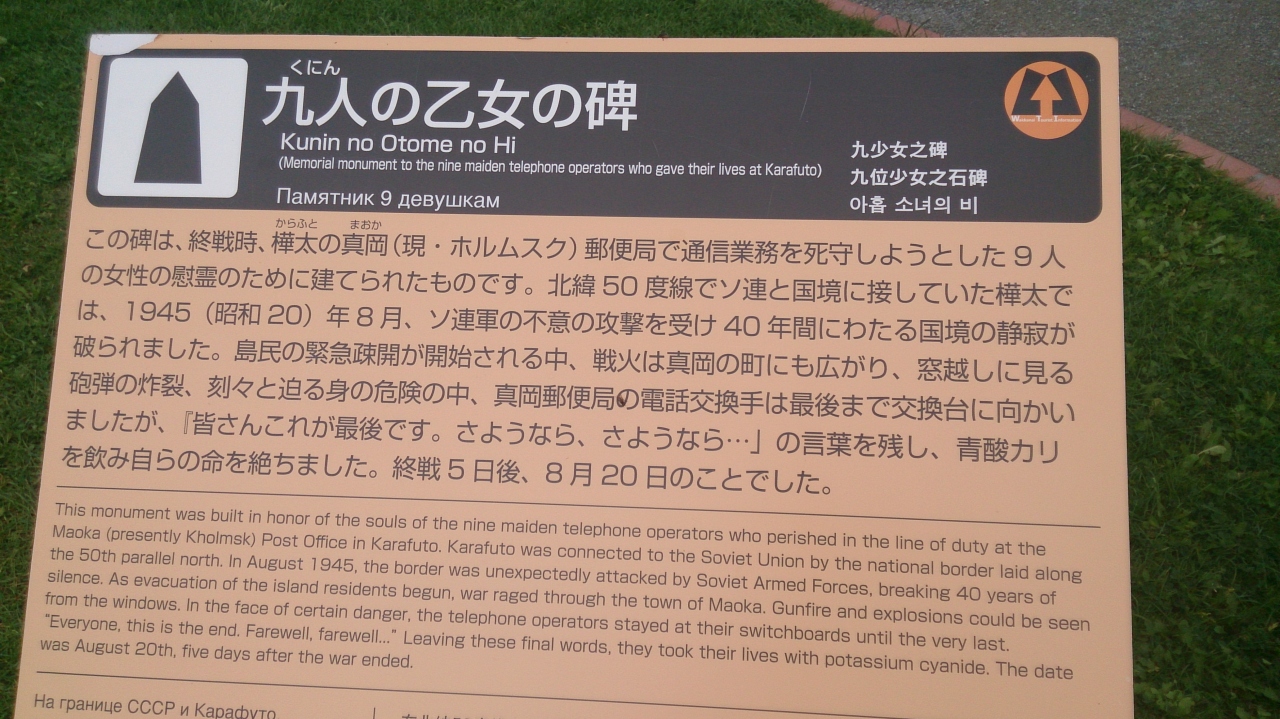 くにん
九人の乙女の碑
Kunin no Otome no Hi
(Memorial monument to the nine maiden telephone operators who gave their lives at Karafuto)
Памятник 9 девушкам
Wakkanai Tourist Information
九少女之碑
九位少女之石碑
아홉 소녀의 비
からふと まおか
この碑は、終戦時、樺太の真岡(現・ホルムスク)郵便局で通信業務を死守しようとした9人
の女性の慰霊のために建てられたものです。北緯50度線でソ連と国境に接していた樺太で
は、1945(昭和20)年8月、ソ連軍の不意の攻撃を受け40年間にわたる国境の静寂が
破られました。島民の緊急疎開が開始される中、戦火は真岡の町にも広がり、窓越しに見る
砲弾の炸裂、刻々と迫る身の危険の中、真岡郵便局の電話交換手は最後まで交換台に向かい
ましたが、『皆さんこれが最後です。さようなら、さようなら…」の言葉を残し、青酸カリ
を飲み自らの命を絶ちました。終戦5日後、8月20日のことでした。
This monument was built in honor of the souls of the nine maiden telephone operators who perished in the line of duty at the
Maoka (presently Kholmsk) Post Office in Karafuto. Karafuto was connected to the Soviet Union by the national border laid along
the 50th parallel north. In August 1945, the border was unexpectedly attacked by Soviet Armed Forces, breaking 40 years of
silence. As evacuation of the island residents begun, war raged through the town of Maoka. Gunfire and explosions could be seen
from the windows. In the face of certain danger, the telephone operators stayed at their switchboards until the very last.
"Everyone, this is the end. Farewell, farewell..." Leaving these final words, they took their lives with potassium cyanide. The date
was August 20th, five days after the war ended.
На границе СССР и Карафуто